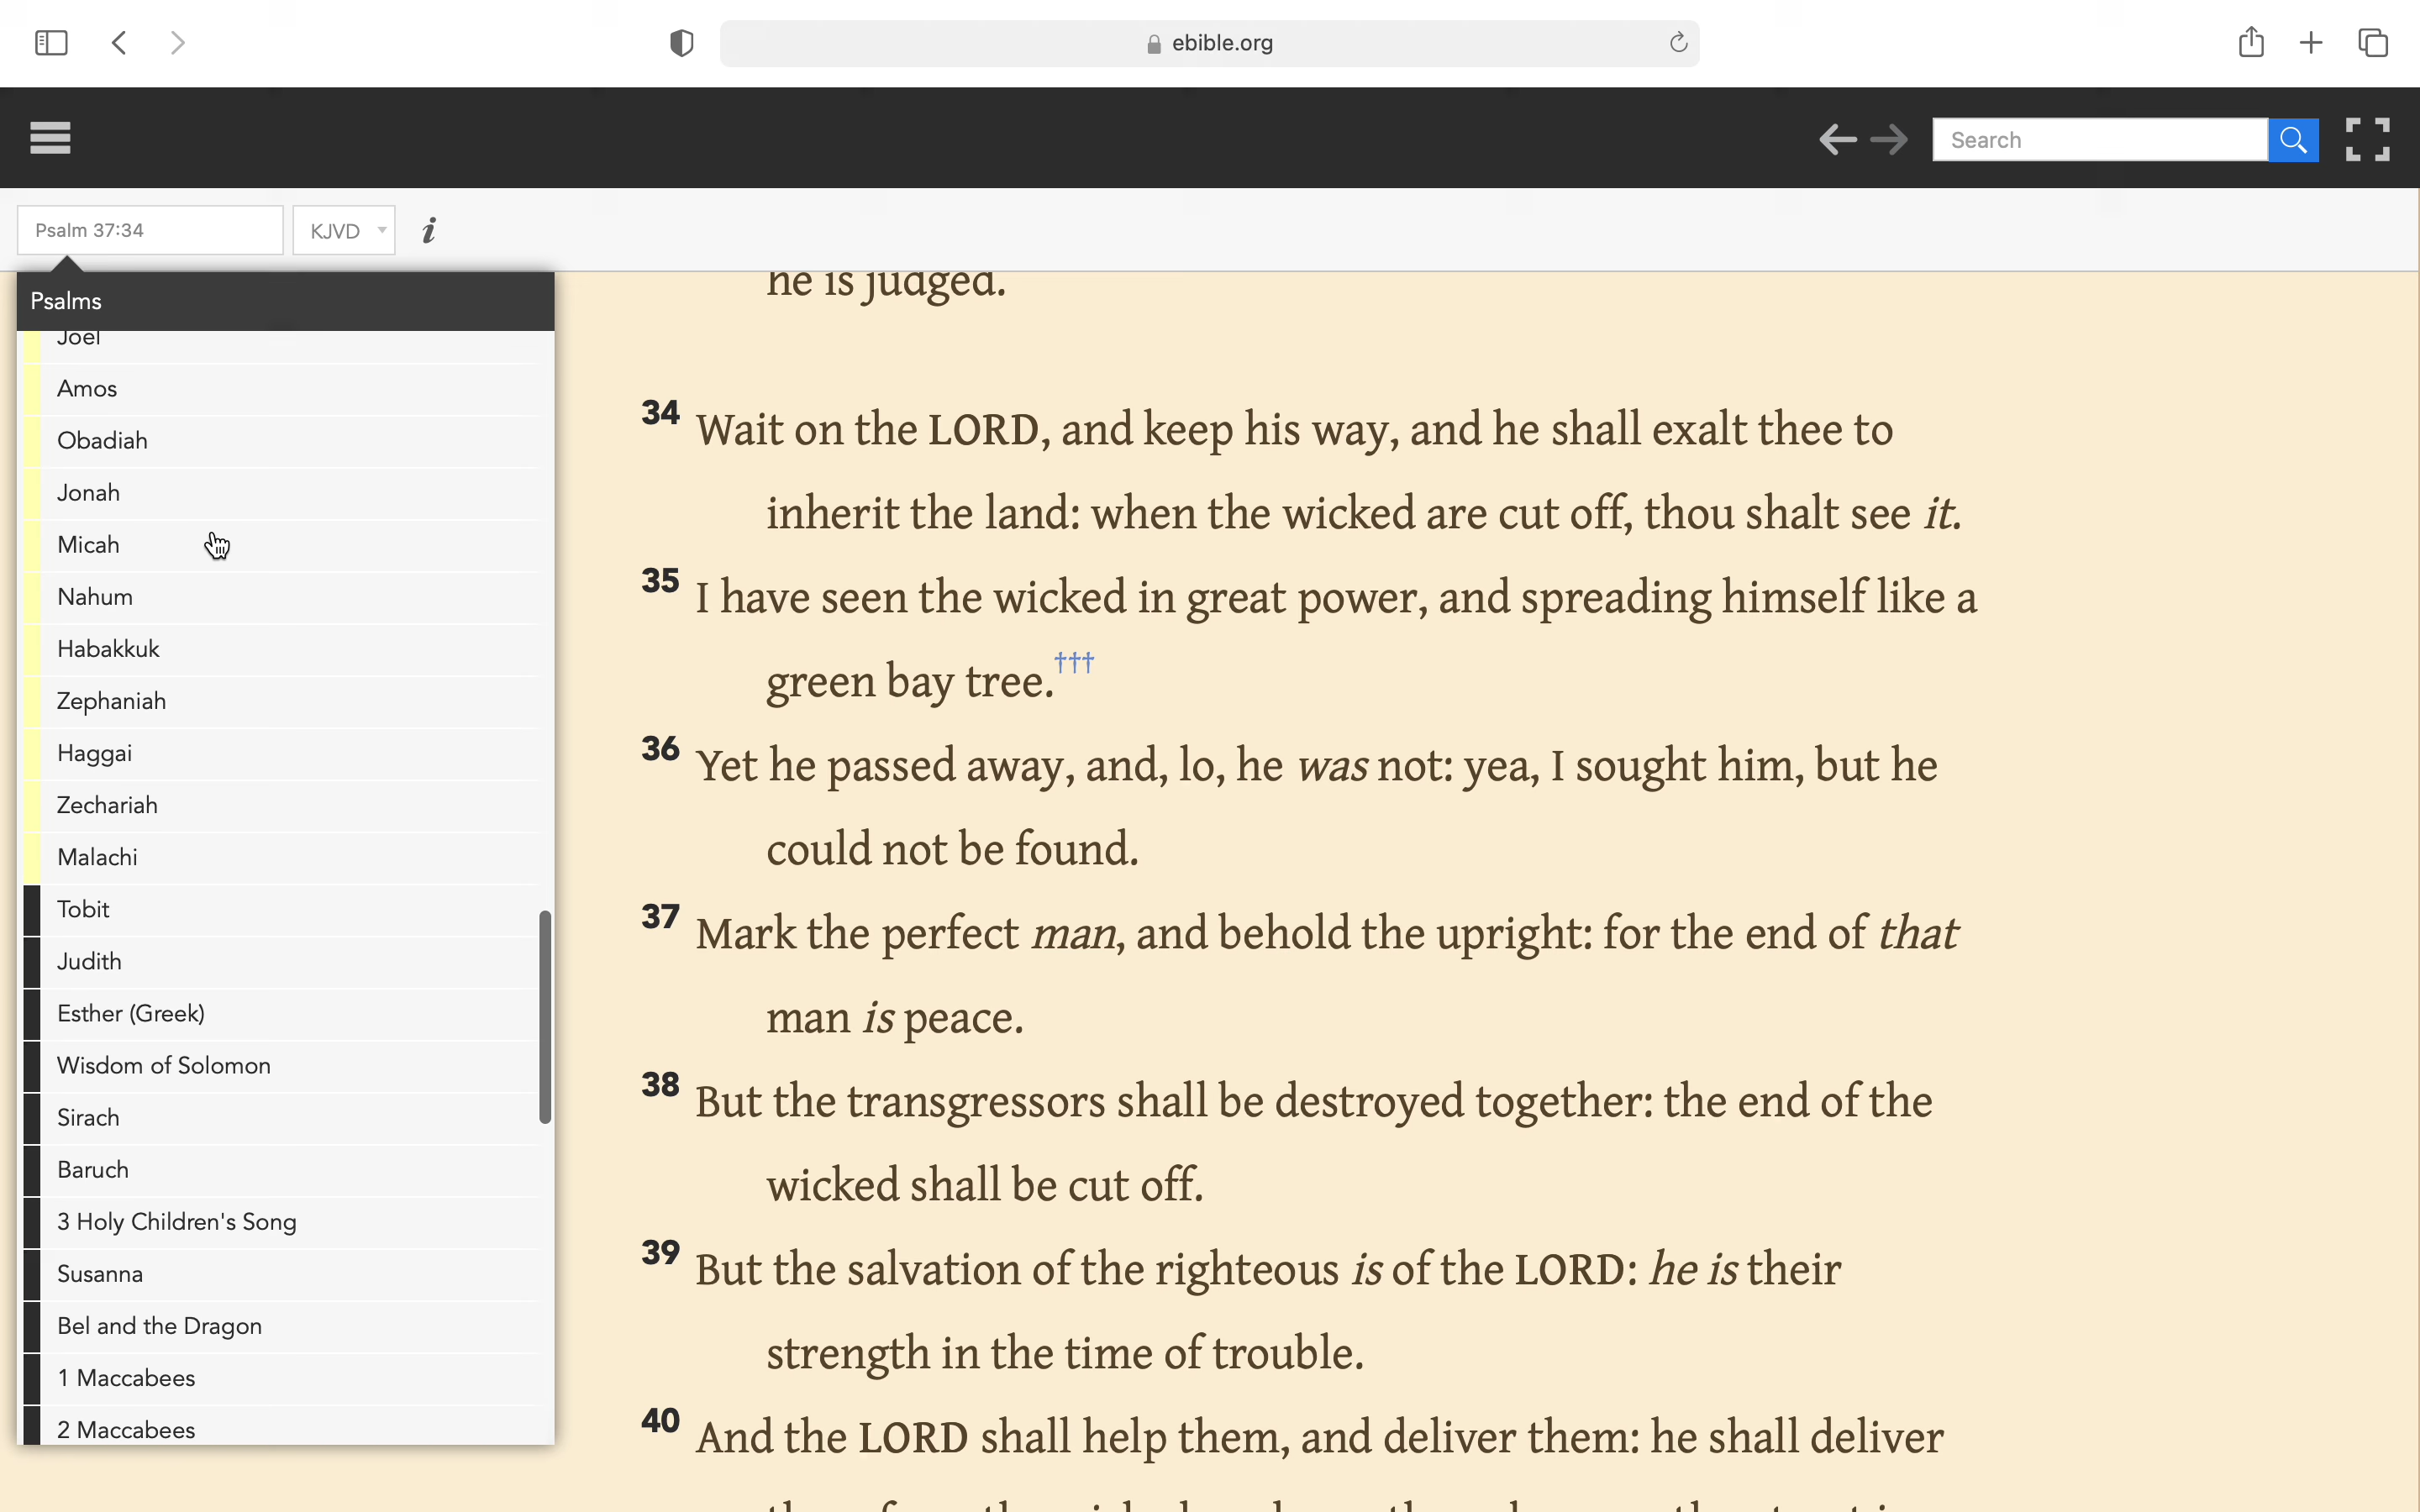 ebible.org
Search
Psalm 37:34
KJVD
i
Psalms
Joel
Amos
Obadiah
Jonah
Micah
Nahum
Habakkuk
Zephaniah
Haggai
Zechariah
Malachi
Tobit
Judith
Esther (Greek)
Wisdom of Solomon
Sirach
Baruch
3 Holy Children's Song
Susanna
Bel and the Dragon
1 Maccabees
2 Maccabees
he is judged.
34 Wait on the LORD, and keep his way, and he shall exalt thee to
inherit the land: when the wicked are cut off, thou shalt see it.
35 I have seen the wicked in great power, and spreading himself like a
green bay tree.†††
36 Yet he passed away, and, lo, he was not: yea, I sought him, but he
could not be found.
37 Mark the perfect man, and behold the upright: for the end of that
man is peace.
38 But the transgressors shall be destroyed together: the end of the
wicked shall be cut off.
39 But the salvation of the righteous is of the LORD: he is their
strength in the time of trouble.
40 And the LORD shall help them, and deliver them: he shall deliver